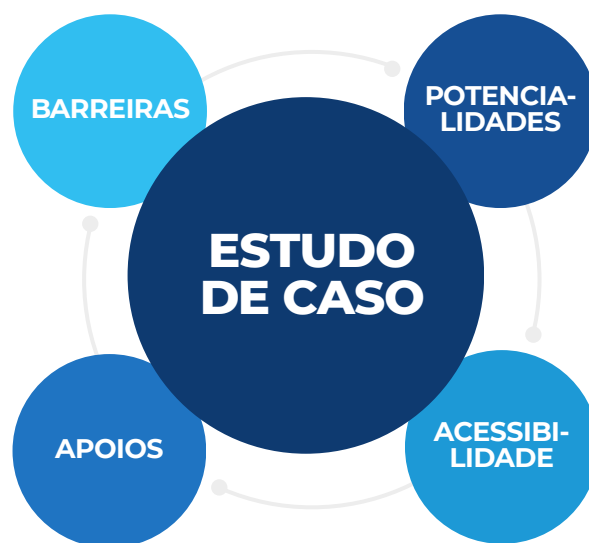 BARREIRAS
POTENCIA-
LIDADES
ESTUDO
DE CASO
APOIOS
ACESSIBI-
LIDADE